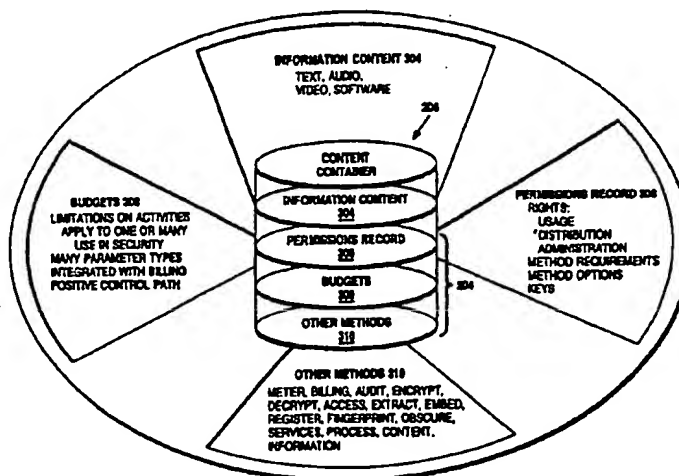 INFORMATION CONTENT 304
TEXT, AUDIO,
VIDEO, SOFTWARE
CONTENT
CONTAINER
INFORMATION CONTENT
304
PERMISSIONS RECORD
BUDGETS
OTHER METHODS
BUDGETS 308
LIMITATIONS ON ACTIVITIES
APPLY TO ONE OR MANY
USE IN SECURITY
MANY PARAMETER TYPES
INTEGRATED WITH BILLING
POSITIVE CONTROL PATH
PERMISSIONS RECORD
RIGHTS:
USAGE
DISTRIBUTION
ADMINISTRATION
METHOD REQUIREMENTS
METHOD OPTIONS
KEYS
OTHER METHODS
METER, BILLING, AUDIT, ENCRYPT,
DECRYPT, ACCESS, EXTRACT, EMBED,
REGISTER, FINGERPRINT, OBSCURE,
SERVICES, PROCESS, CONTENT,
INFORMATION